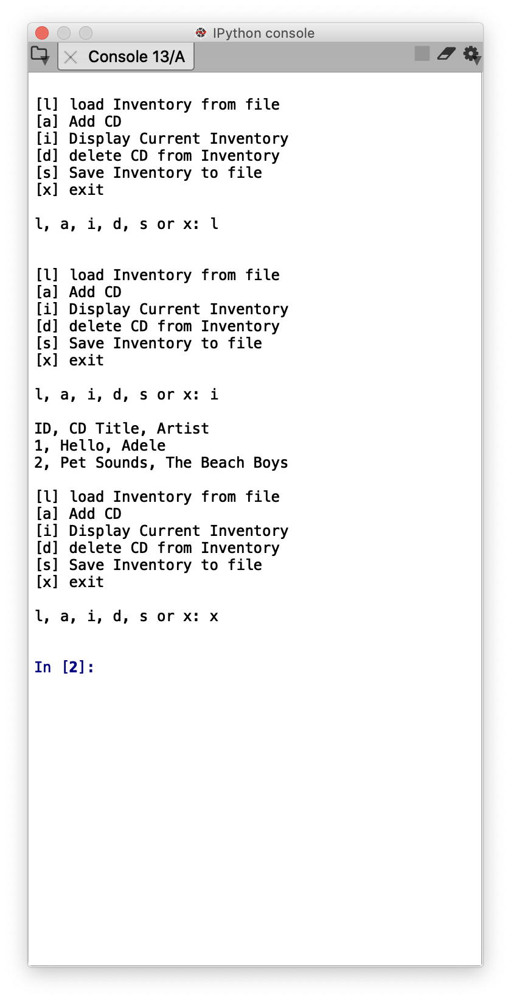 IPython console
Console 13/A
[l] load Inventory from file
[a] Add CD
[i] Display Current Inventory
[d] delete CD from Inventory
[s] Save Inventory to file
[x] exit
l, a, i, d, s or x: l
[l] load Inventory from file
[a] Add CD
[i] Display Current Inventory
[d] delete CD from Inventory
[s] Save Inventory to file
[x] exit
l, a, i, d, s or x: i
ID, CD Title, Artist
1, Hello, Adele
2, Pet Sounds, The Beach Boys
[l] load Inventory from file
[a] Add CD
[i] Display Current Inventory
[d] delete CD from Inventory
[s] Save Inventory to file
[x] exit
l, a, i, d, s or x: x
In [2]: